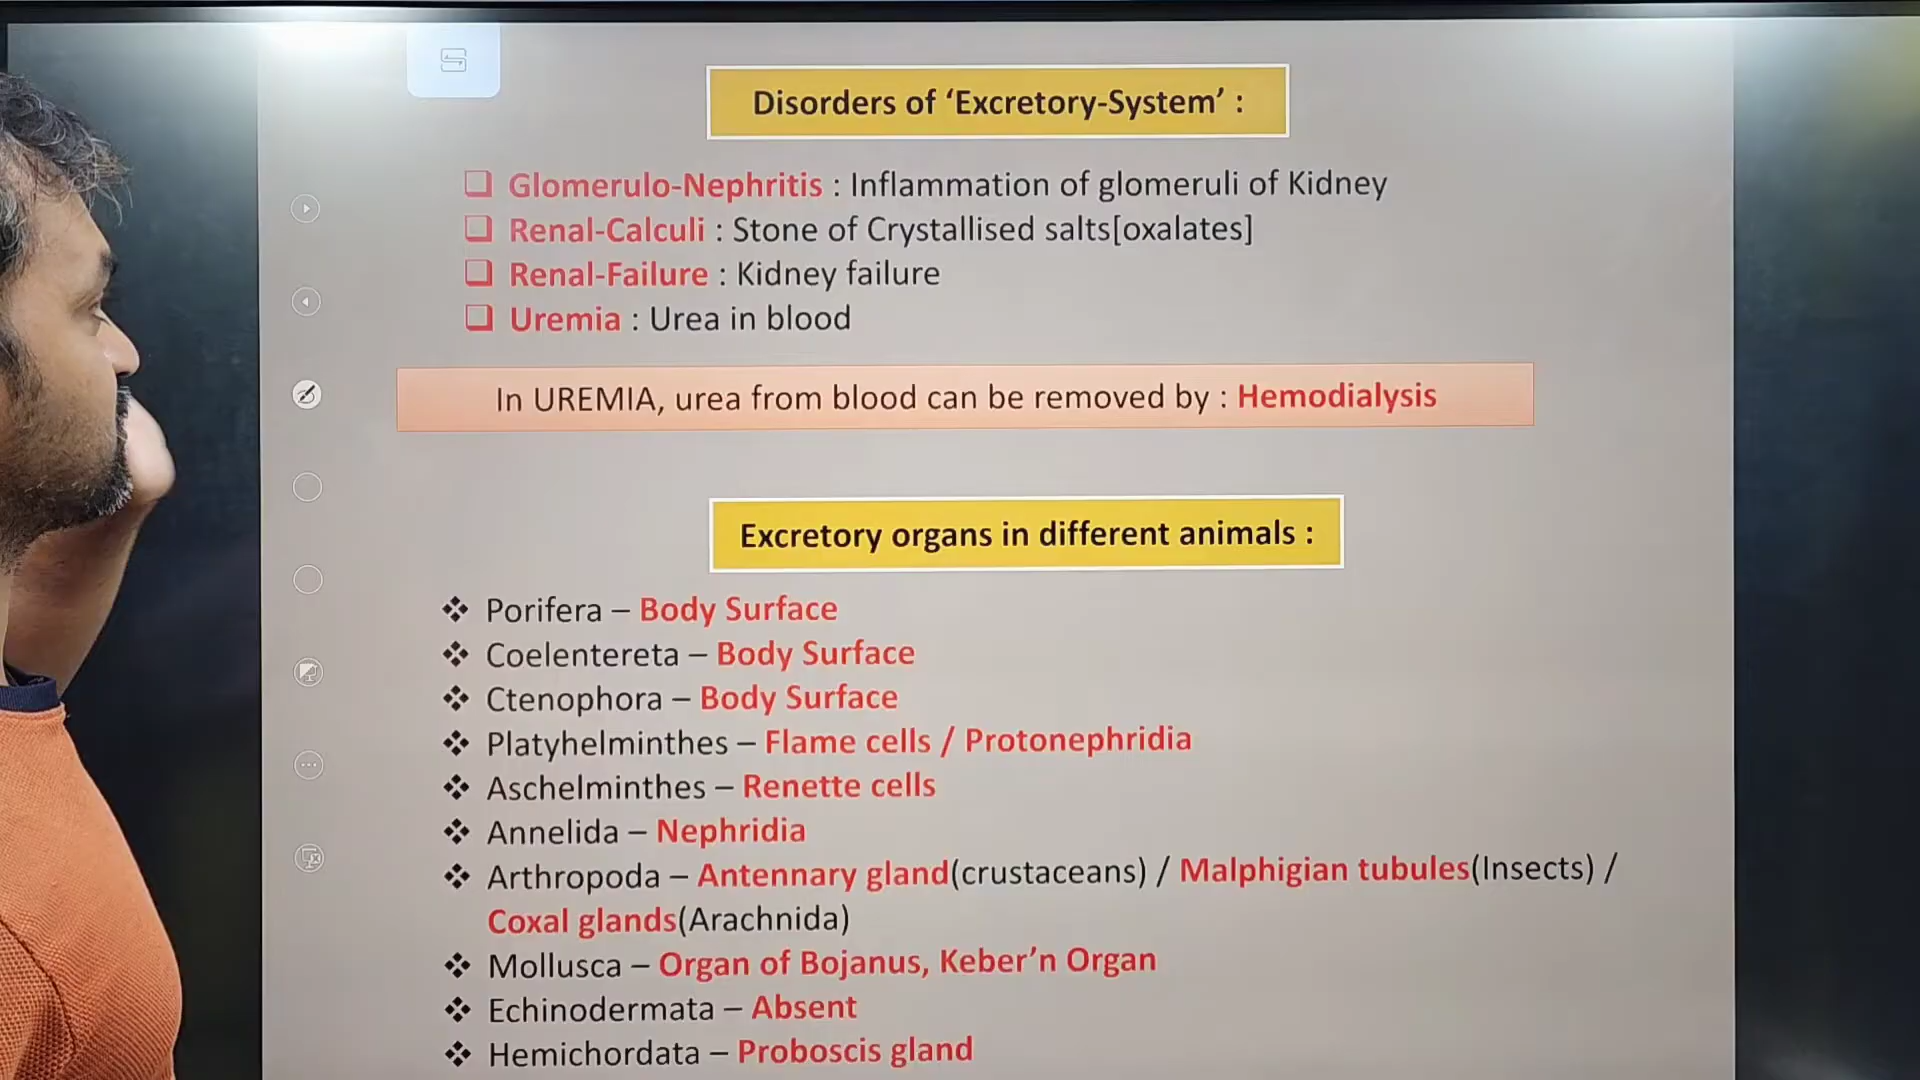 Disorders of ‘Excretory-System’ :
Glomerulo-Nephritis : Inflammation of glomeruli of Kidney
Renal-Calculi : Stone of Crystallised salts[oxalates]
Renal-Failure : Kidney failure
Uremia : Urea in blood
In UREMIA, urea from blood can be removed by : Hemodialysis
Excretory organs in different animals :
Porifera – Body Surface
Coelentereta – Body Surface
Ctenophora – Body Surface
Platyhelminthes – Flame cells / Protonephridia
Aschelminthes – Renette cells
Annelida – Nephridia
Arthropoda – Antennary gland(crustaceans) / Malphigian tubules(Insects) /
Coxal glands(Arachnida)
Mollusca – Organ of Bojanus, Keber’n Organ
Echinodermata – Absent
Hemichordata – Proboscis gland